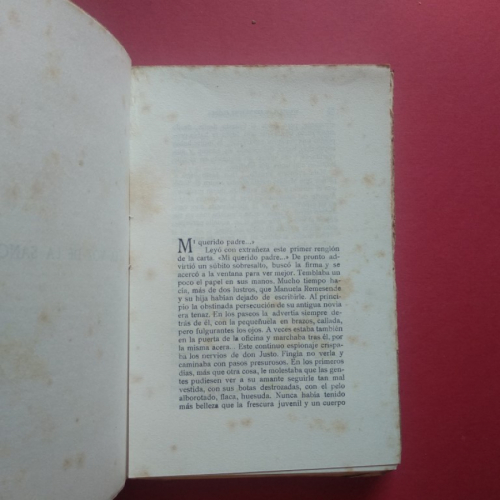 Mi querido padre...»
Leyó con extrañeza este primer renglón
de la carta. «Mi querido padre...» De pronto ad-
virtió un súbito sobresalto, buscó la firma y se
acercó a la ventana para ver mejor. Temblaba un
poco el papel en sus manos. Mucho tiempo ha-
cía, más de dos lustros, que Manuela Remesende
y su hija habían dejado de escribirle. Al princi-
pio la obstinada persecución de su antigua novia
era tenaz. En los paseos la advertía siempre de-
trás de él, con la pequeñuela en brazos, callada,
pero fulgurantes los ojos. A veces estaba también
en la puerta de la oficina y marchaba tras él, por
la misma acera... Este continuo espionaje crispa-
ba los nervios de don Justo. Fingía no verla y
caminaba con pasos presurosos. En los primeros
días, más que otra cosa, le molestaba que las gen-
tes pudiesen ver a su amante seguirle tan mal
vestida, con sus botas destrozadas, con el pelo
alborotado, flaca, huesuda. Nunca había tenido
más belleza que la frescura juvenil y un cuerpo